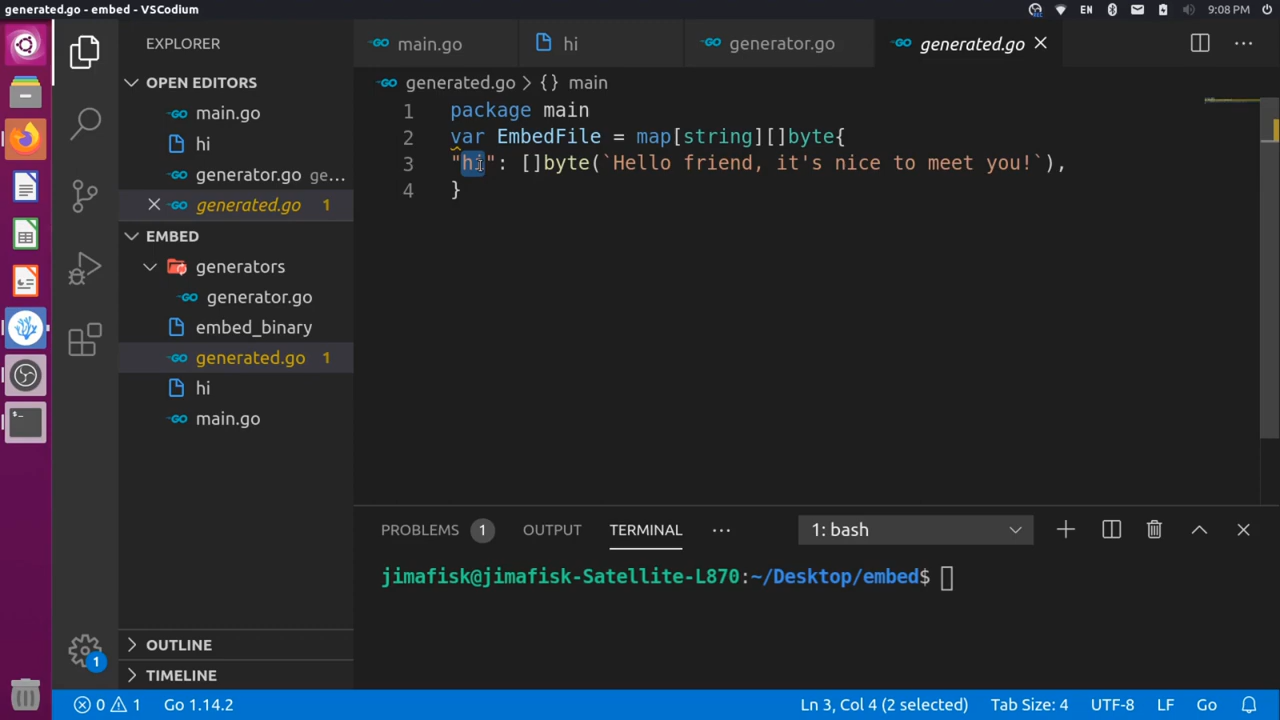 generated.go - embed - VSCodium
EN
9:08 PM
EXPLORER
OPEN EDITORS
main.go
hi
generator.go ge...
generated.go 1
EMBED
generators
generator.go
embed_binary
generated.go 1
hi
main.go
OUTLINE
TIMELINE
1
main.go
hi
generator.go
generated.go
generated.go > {} main
1 package main
2 var EmbedFile = map[string][]byte{
3 "hi": []byte(`Hello friend, it's nice to meet you!`),
4 }
PROBLEMS 1 OUTPUT TERMINAL ... 1: bash
jimafisk@jimafisk-Satellite-L870:~/Desktop/embed$
0 1 Go 1.14.2 Ln 3, Col 4 (2 selected) Tab Size: 4 UTF-8 LF Go